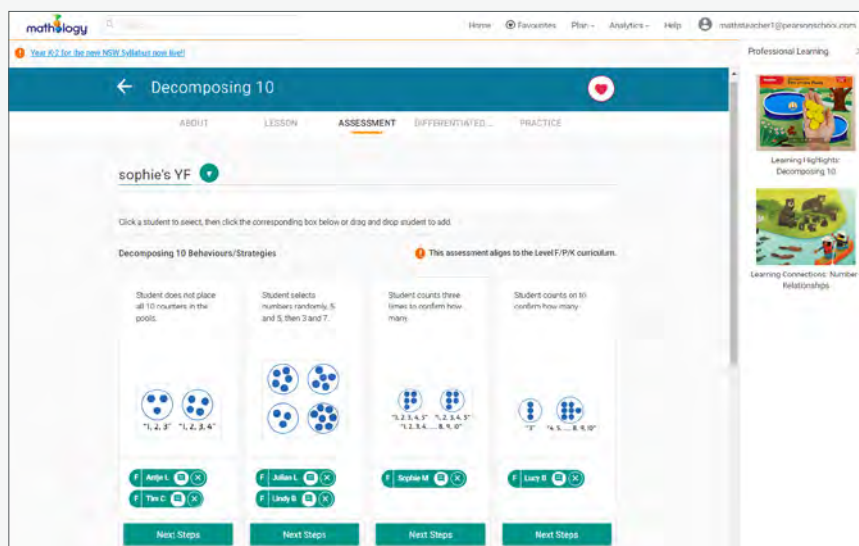 mathology
Home Favourites Plan Analytics Help mathsteacher1@pearsonschool.com
Year K-2 for the new NSW Syllabus now live!!
Professional Learning
Decomposing 10
ABOUT LESSON ASSESSMENT DIFFERENTIATED... PRACTICE
Learning Highlights:
Decomposing 10
sophie's YF
Click a student to select, then click the corresponding box below or drag and drop student to add.
Decomposing 10 Behaviours/Strategies
This assessment aligns to the Level F/P/K curriculum.
Learning Connections: Number
Relationships
Student does not place
all 10 counters in the
pools.
"1, 2, 3" "1, 2, 3, 4"
F Antje L
F Tim C
Next Steps
Student selects
numbers randomly, 5
and 5, then 3 and 7.
F Julian L
F Lindy B
Next Steps
Student counts three
times to confirm how
many.
"1, 2, 3, 4, 5" "1, 2, 3, 4, 5"
"1, 2, 3, 4, ... 8, 9, 10"
F Sophie M
Next Steps
Student counts on to
confirm how many.
"3" "4, 5, ... 8, 9, 10"
F Lucy B
Next Steps